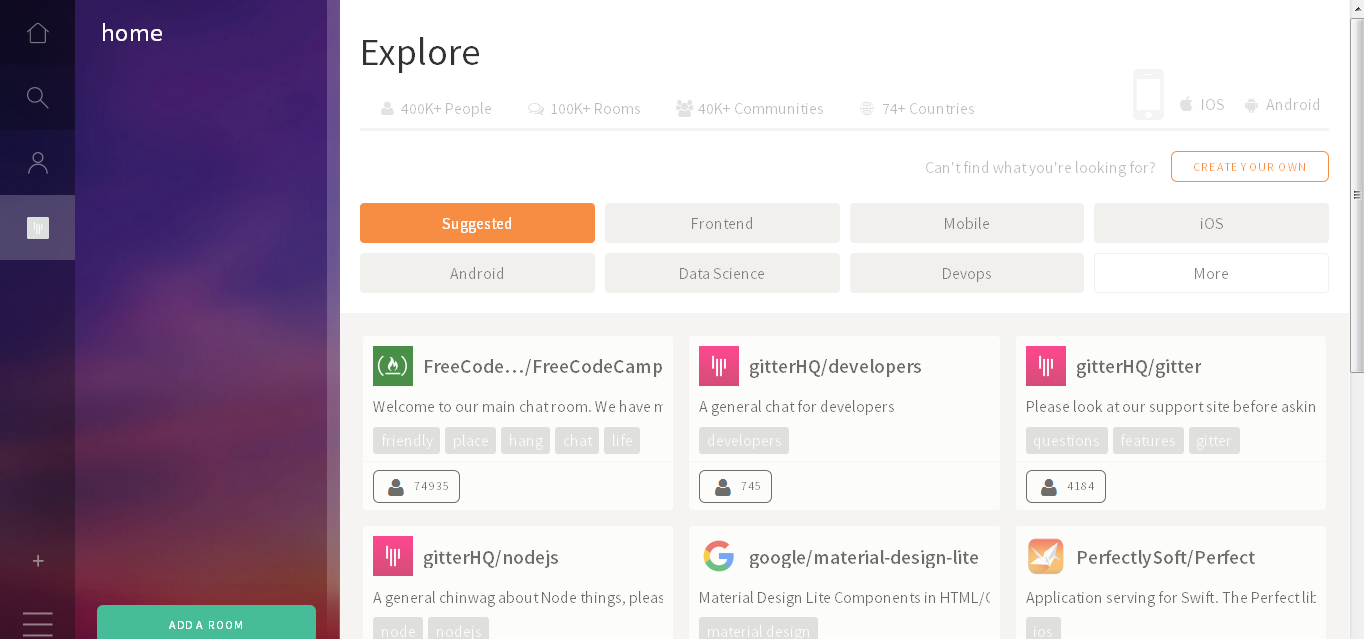 home
Explore
400K+ People 100K+ Rooms 40K+ Communities 74+ Countries IOS Android
Can't find what you're looking for? CREATE YOUR OWN
Suggested Frontend Mobile iOS
Android Data Science Devops More
FreeCode.../FreeCodeCamp
Welcome to our main chat room. We have m
friendly place hang chat life
74935
gitterHQ/developers
A general chat for developers
developers
745
gitterHQ/gitter
Please look at our support site before askin
questions features gitter
4184
gitterHQ/nodejs
A general chinwag about Node things, pleas
node nodejs
google/material-design-lite
Material Design Lite Components in HTML/C
material design
PerfectlySoft/Perfect
Application serving for Swift. The Perfect lib
ios
ADD A ROOM